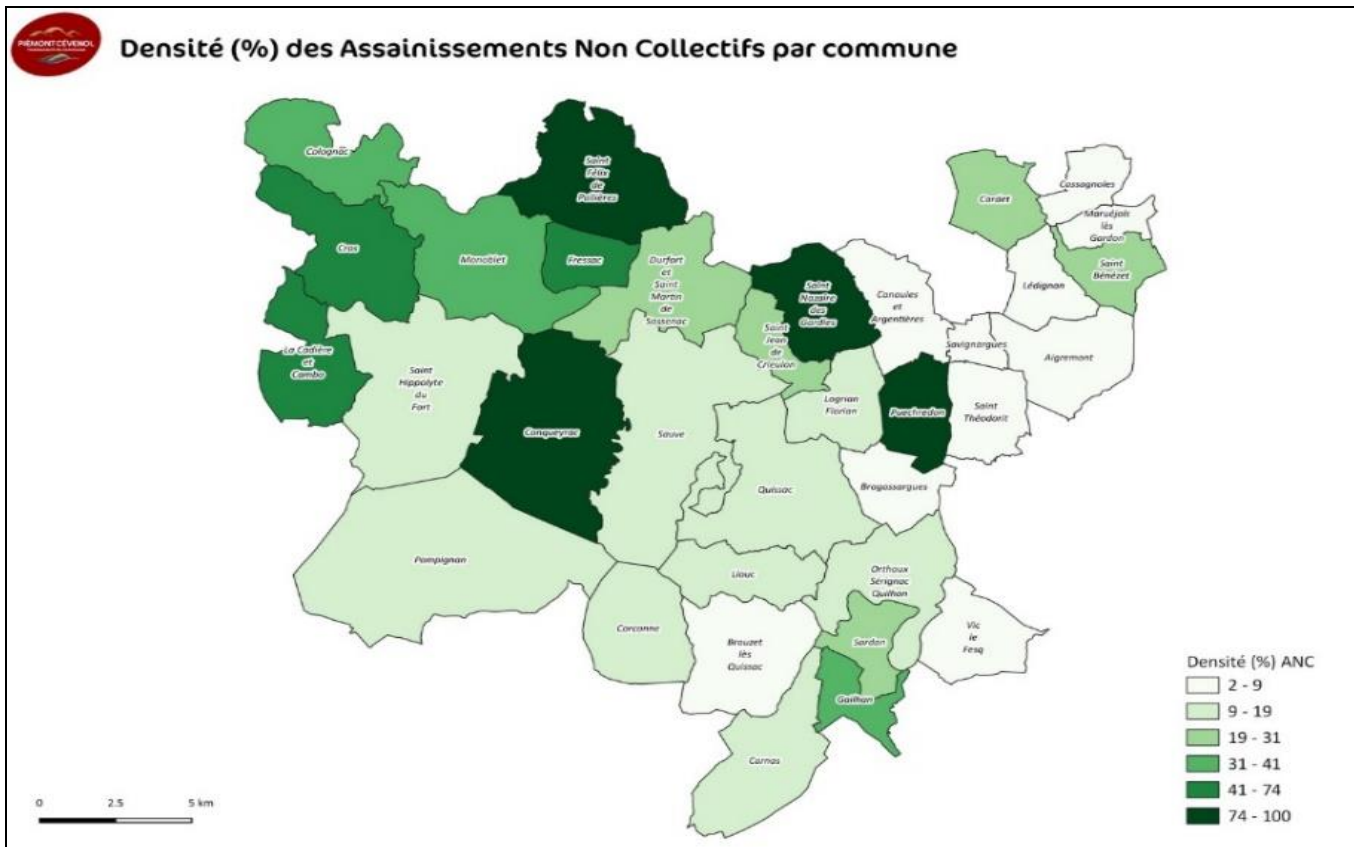 PIÉMONT CÉVENOL
Densité (%) des Assainissements Non Collectifs par commune
Colognac
Saint
Félix
de
Pallières
Cros
Monoblet
Fressac
Durfort
et
Saint
Martin
de
Sossenac
Cardet
Cassagnoles
Maruéjols
lès
Gardon
Saint
Bénézet
Lédignan
Saint
Nazaire
des
Gardies
Canaules
et
Argentières
Savignargues
Aigremont
La Cadière
et
Cambo
Saint
Hippolyte
du
Fort
Saint
Jean
de
Crieulon
Logrian
Florian
Puechredon
Saint
Théodorit
Conqueyrac
Sauve
Quissac
Bragassargues
Pompignan
Liouc
Orthoux
Sérignac
Quilhan
Corconne
Brouzet
lès
Quissac
Sardan
Vic
le
Fesq
Gailhan
Carnas
Densité (%) ANC
2 - 9
9 - 19
19 - 31
31 - 41
41 - 74
74 - 100
0 2.5 5 km